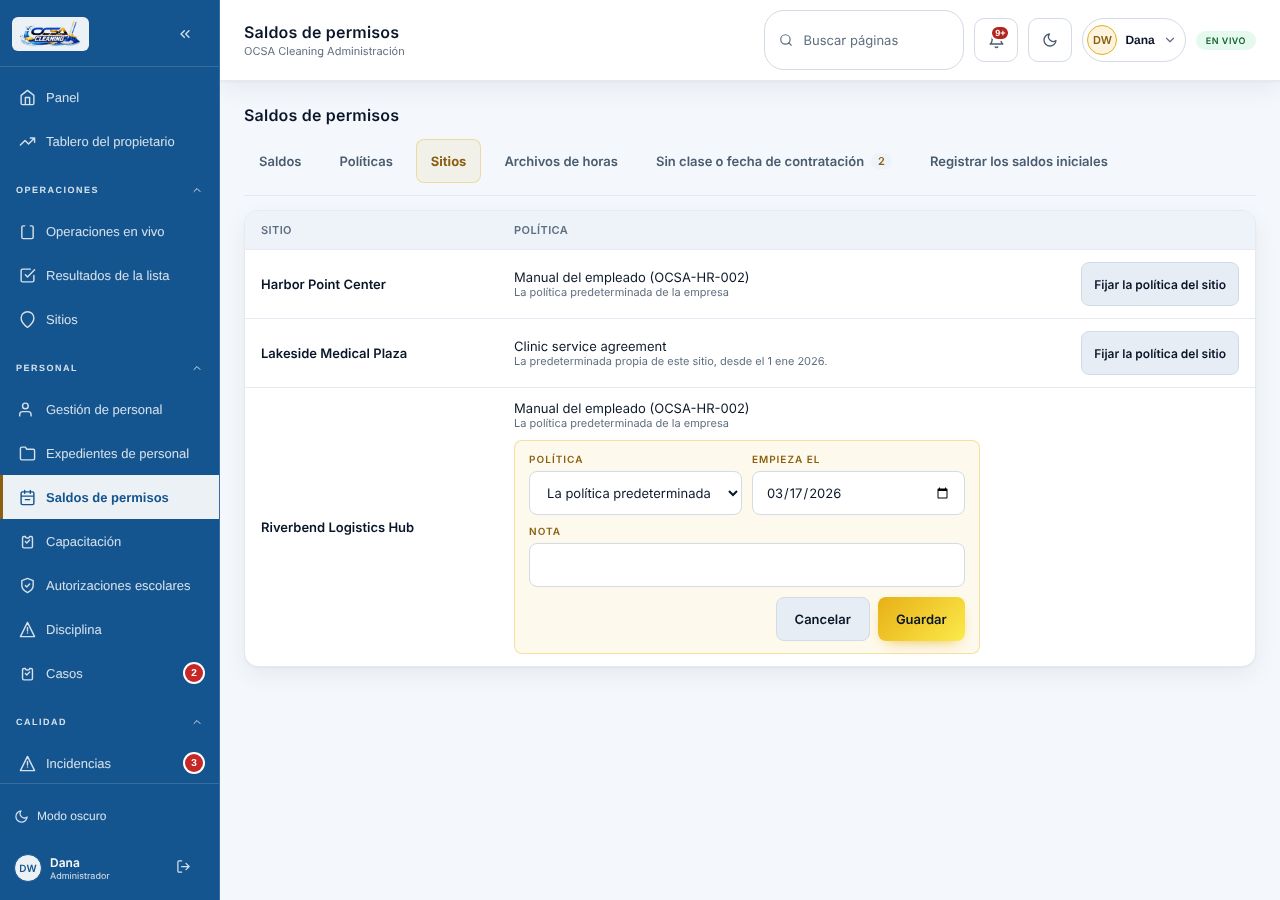 OCSA
CLEANING
Saldos de permisos
OCSA Cleaning Administración
Buscar páginas
9+
DW
Dana
EN VIVO
Panel
Tablero del propietario
OPERACIONES
Operaciones en vivo
Resultados de la lista
Sitios
PERSONAL
Gestión de personal
Expedientes de personal
Saldos de permisos
Capacitación
Autorizaciones escolares
Disciplina
Casos
2
CALIDAD
Incidencias
3
Modo oscuro
DW
Dana
Administrador
Saldos de permisos
Saldos
Políticas
Sitios
Archivos de horas
Sin clase o fecha de contratación 2
Registrar los saldos iniciales
SITIO
POLÍTICA
Harbor Point Center
Manual del empleado (OCSA-HR-002)
La política predeterminada de la empresa
Fijar la política del sitio
Lakeside Medical Plaza
Clinic service agreement
La predeterminada propia de este sitio, desde el 1 ene 2026.
Fijar la política del sitio
Riverbend Logistics Hub
Manual del empleado (OCSA-HR-002)
La política predeterminada de la empresa
POLÍTICA
La política predeterminada
EMPIEZA EL
03/17/2026
NOTA
Cancelar
Guardar